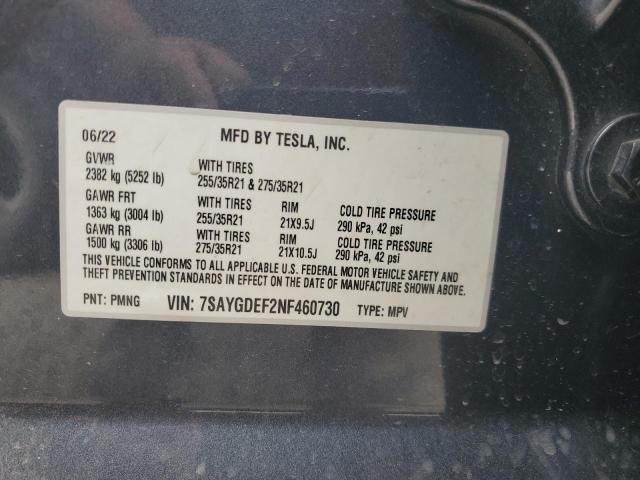 06/22 MFD BY TESLA, INC.
GVWR WITH TIRES
2382 kg (5252 lb) 255/35R21 & 275/35R21
GAWR FRT WITH TIRES RIM COLD TIRE PRESSURE
1363 kg (3004 lb) 255/35R21 21X9.5J 290 kPa, 42 psi
GAWR RR WITH TIRES RIM COLD TIRE PRESSURE
1500 kg (3306 lb) 275/35R21 21X10.5J 290 kPa, 42 psi
THIS VEHICLE CONFORMS TO ALL APPLICABLE U.S. FEDERAL MOTOR VEHICLE SAFETY AND
THEFT PREVENTION STANDARDS IN EFFECT ON THE DATE OF MANUFACTURE SHOWN ABOVE.
PNT: PMNG VIN: 7SAYGDEF2NF460730 TYPE: MPV